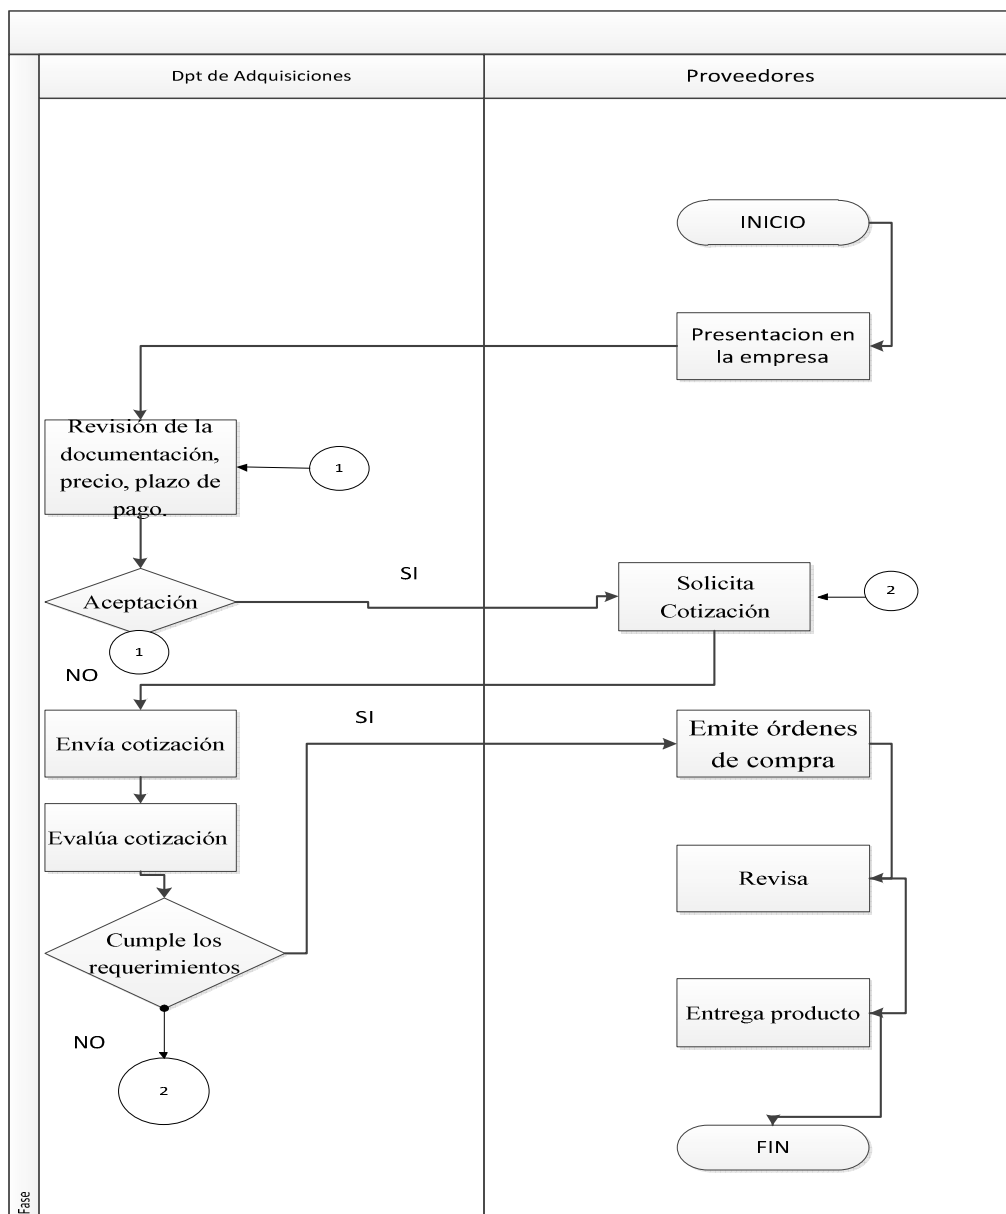 Dpt de Adquisiciones
Proveedores
INICIO
Presentacion en
la empresa
Revisión de la
documentación,
precio, plazo de
pago.
1
Aceptación
SI
Solicita
Cotización
2
1
NO
Envía cotización
SI
Emite órdenes
de compra
Evalúa cotización
Revisa
Cumple los
requerimientos
Entrega producto
NO
2
FIN
Fase